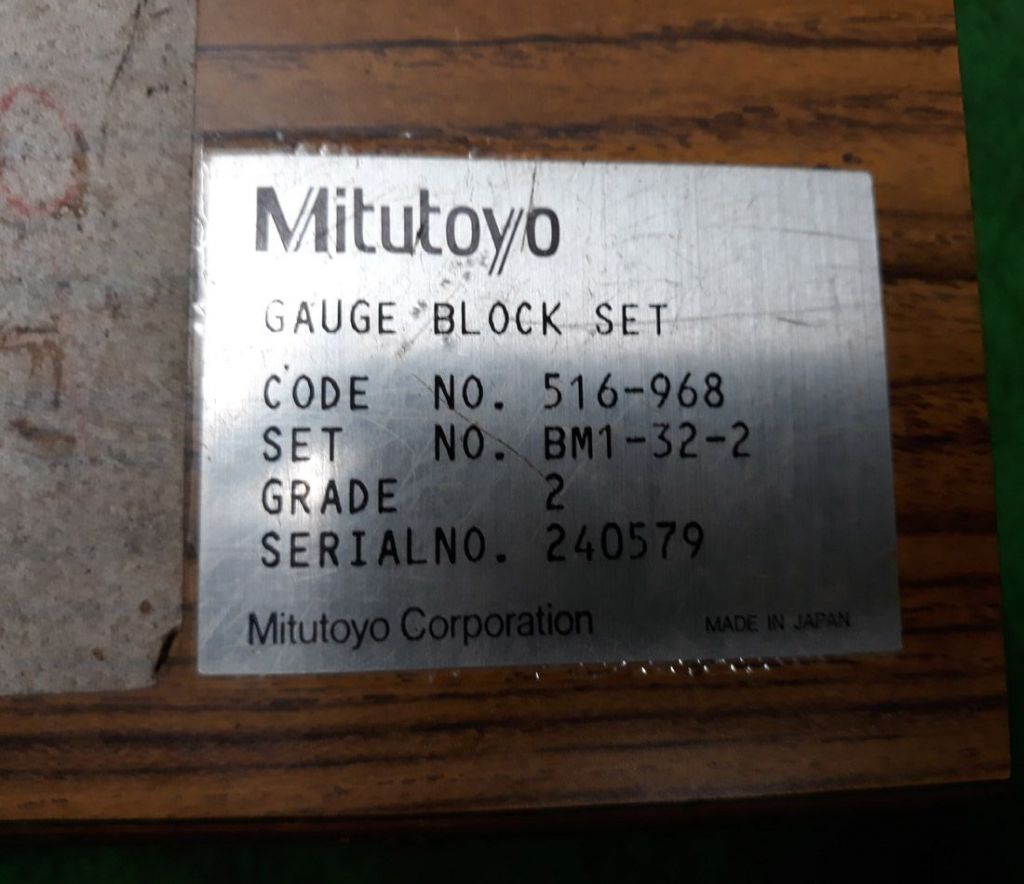 Mitutoyo
GAUGE BLOCK SET
CODE NO. 516-968
SET NO. BM1-32-2
GRADE 2
SERIALNO. 240579
Mitutoyo Corporation MADE IN JAPAN